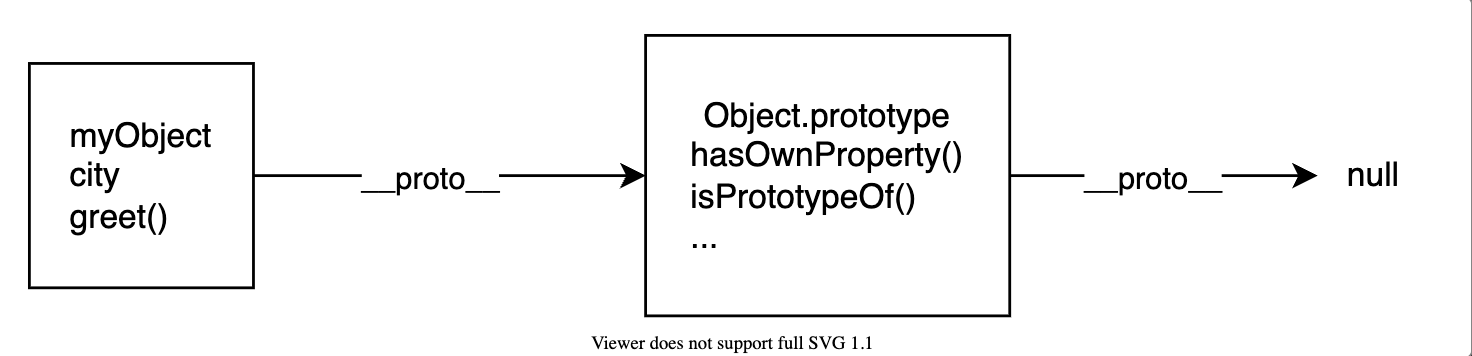 myObject
city
greet()
__proto__
Object.prototype
hasOwnProperty()
isPrototypeOf()
...
__proto__
null
Viewer does not support full SVG 1.1